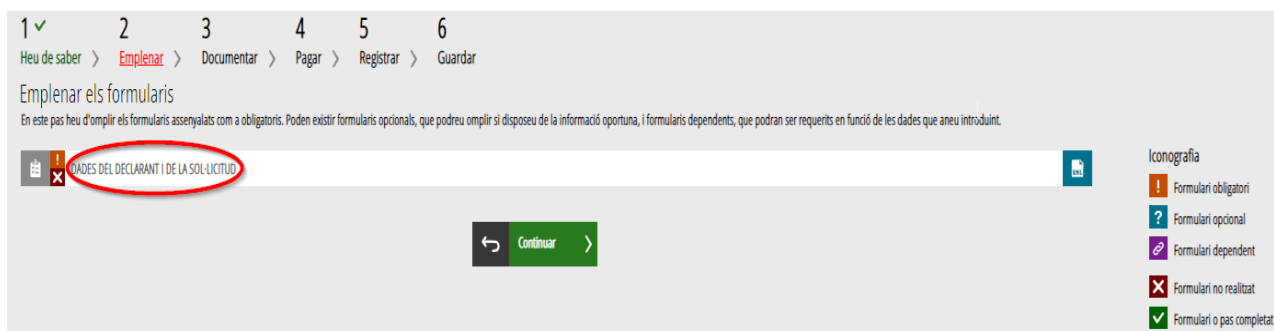 1 2 3 4 5 6
Heu de saber > Emplenar > Documentar > Pagar > Registrar > Guardar
Emplenar els formularis
En este pas heu d'omplir els formularis assenyalats com a obligatoris. Poden existir formularis opcionals, que podreu omplir si disposeu de la informació oportuna, i formularis dependents, que podran ser requerits en funció de les dades que aneu introduint.
DADES DEL DECLARANT I DE LA SOL·LICITUD
XML
Continuar
Iconografia
! Formulari obligatori
? Formulari opcional
Formulari dependent
Formulari no realitzat
Formulari o pas completat